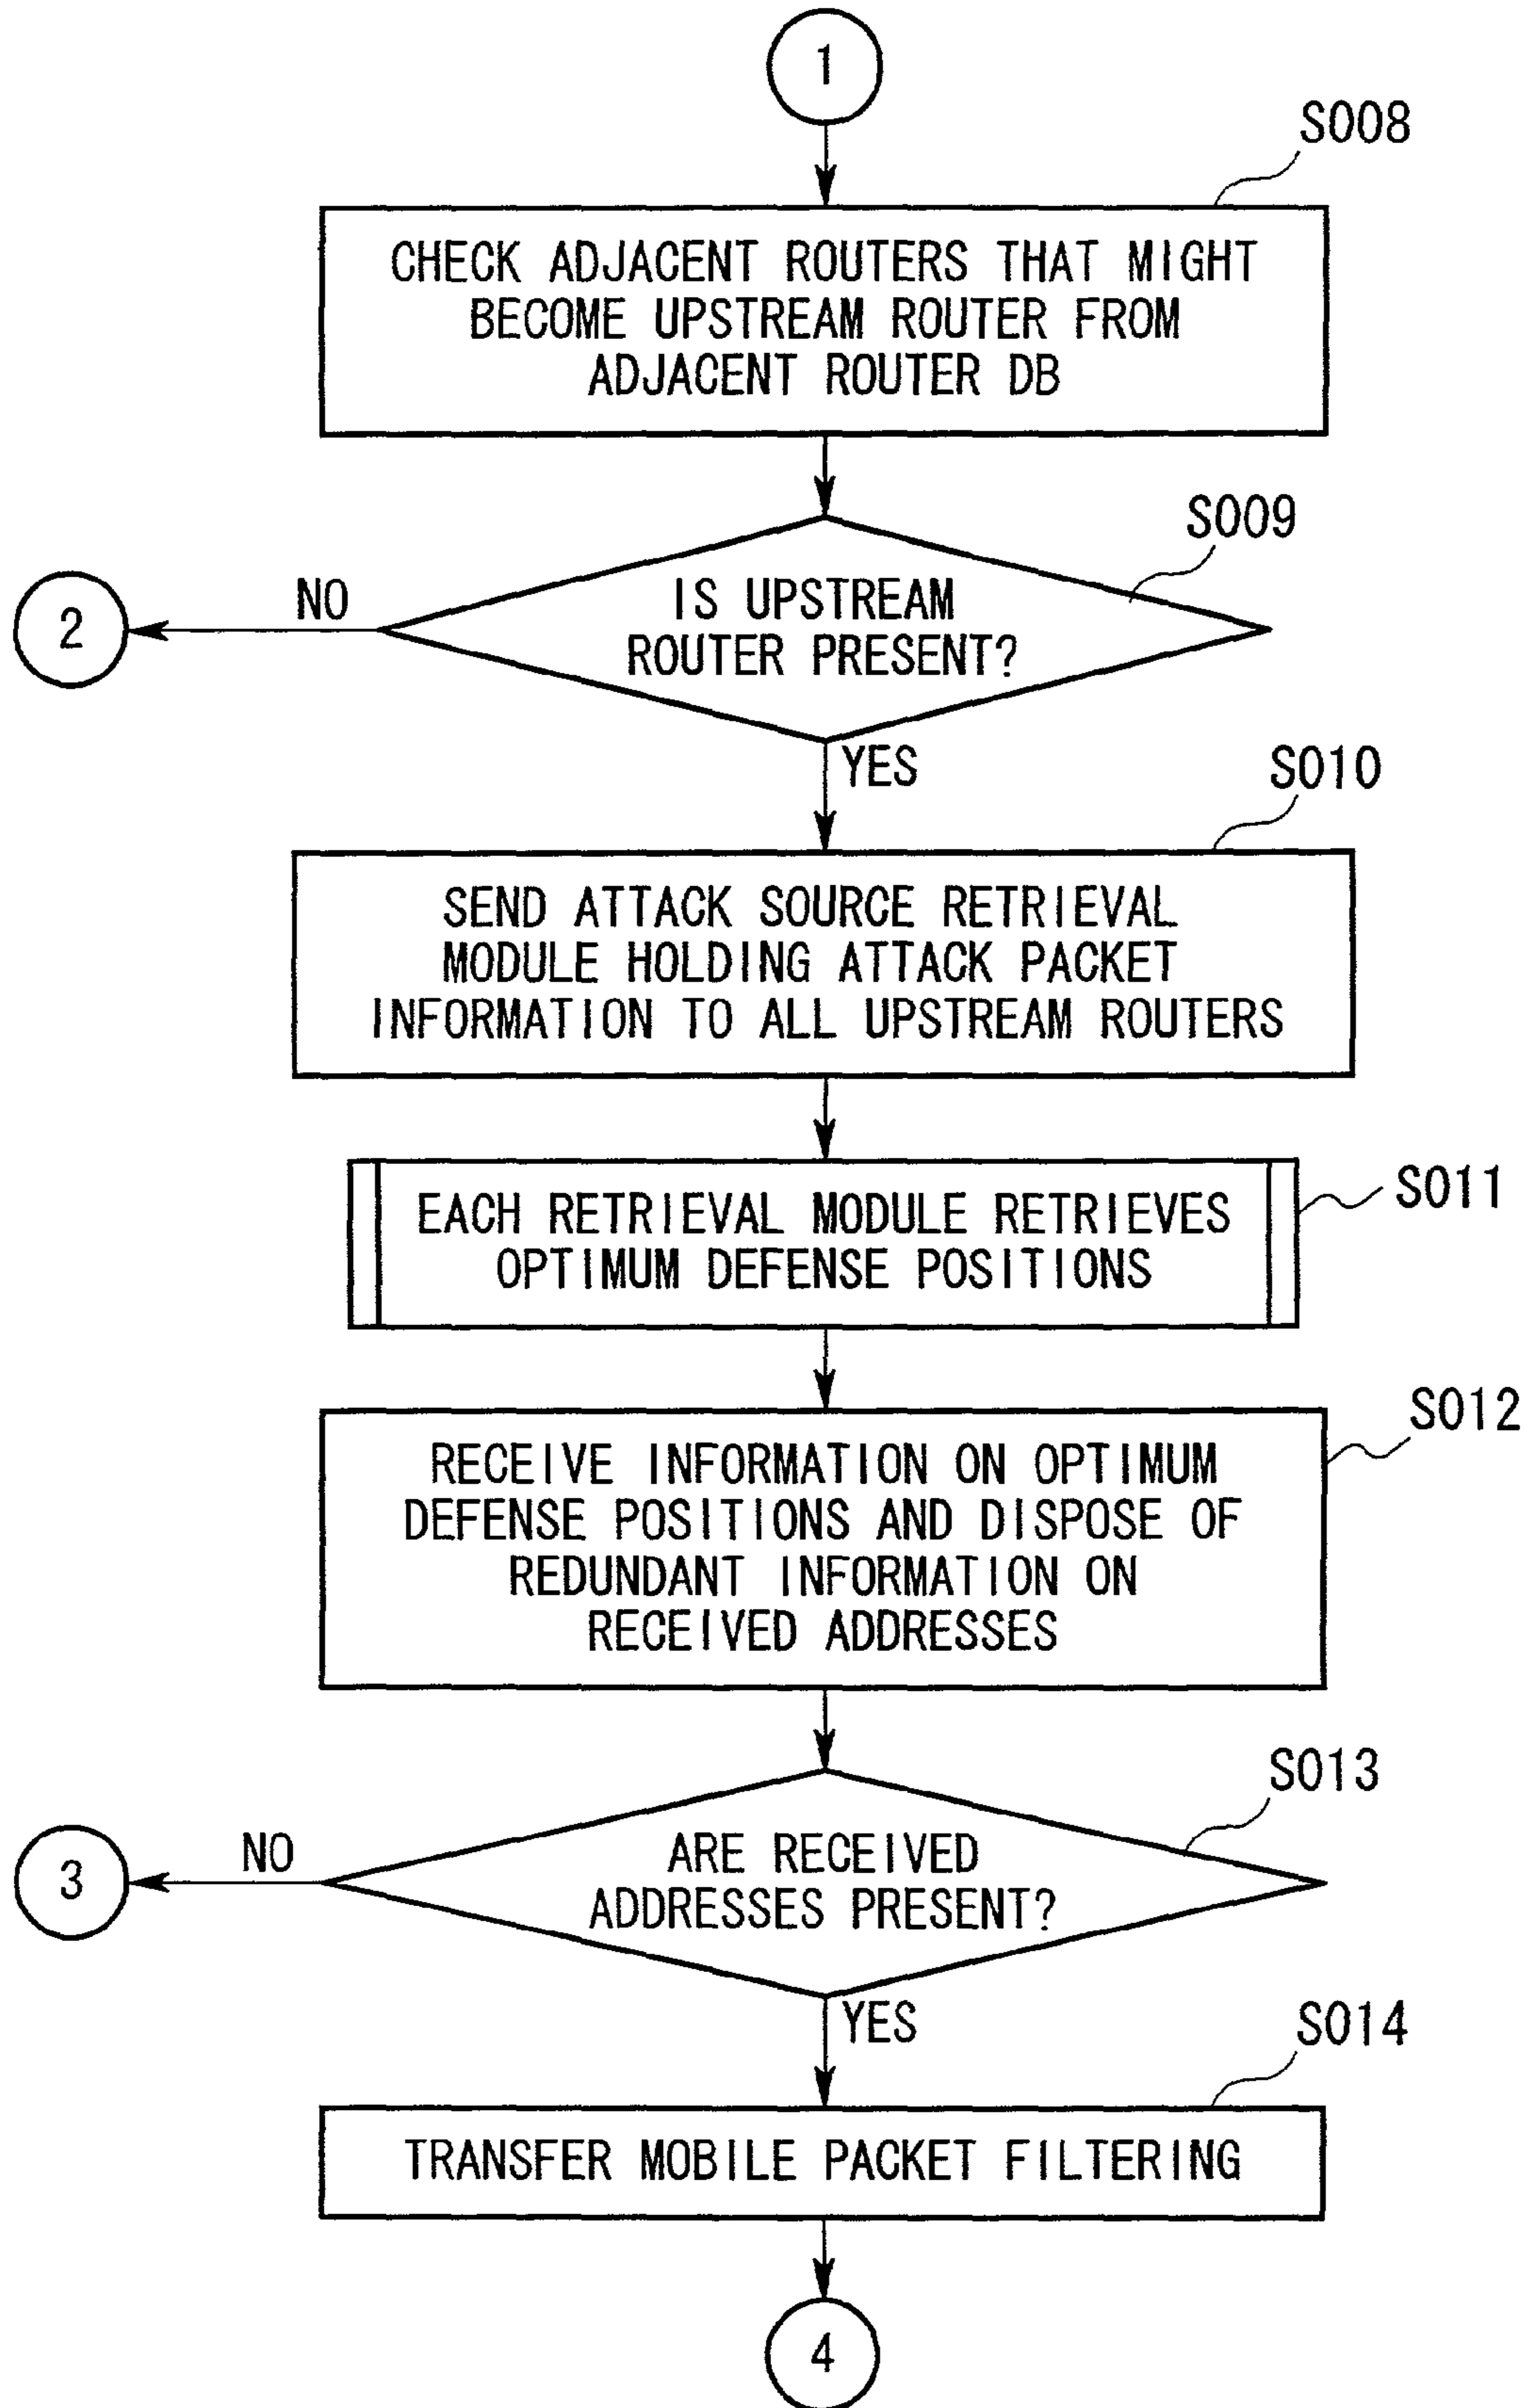 1
S008
CHECK ADJACENT ROUTERS THAT MIGHT
BECOME UPSTREAM ROUTER FROM
ADJACENT ROUTER DB
S009
2
NO
IS UPSTREAM
ROUTER PRESENT?
YES
S010
SEND ATTACK SOURCE RETRIEVAL
MODULE HOLDING ATTACK PACKET
INFORMATION TO ALL UPSTREAM ROUTERS
S011
EACH RETRIEVAL MODULE RETRIEVES
OPTIMUM DEFENSE POSITIONS
S012
RECEIVE INFORMATION ON OPTIMUM
DEFENSE POSITIONS AND DISPOSE OF
REDUNDANT INFORMATION ON
RECEIVED ADDRESSES
S013
3
NO
ARE RECEIVED
ADDRESSES PRESENT?
YES
S014
TRANSFER MOBILE PACKET FILTERING
4